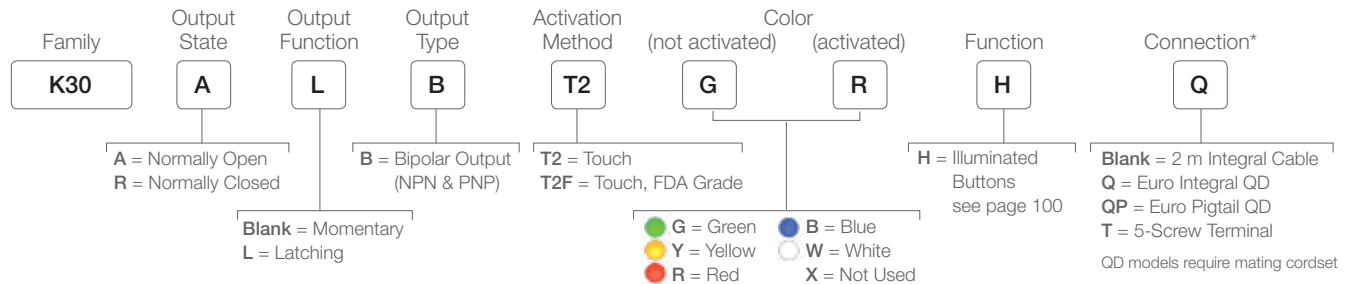 Family
Output
State
Output
Function
Output
Type
Activation
Method
Color
(not activated)
(activated)
Function
Connection*
K30
A
L
B
T2
G
R
H
Q
A = Normally Open
R = Normally Closed
Blank = Momentary
L = Latching
B = Bipolar Output
(NPN & PNP)
T2 = Touch
T2F = Touch, FDA Grade
G = Green
Y = Yellow
R = Red
B = Blue
W = White
X = Not Used
H = Illuminated
Buttons
see page 100
Blank = 2 m Integral Cable
Q = Euro Integral QD
QP = Euro Pigtail QD
T = 5-Screw Terminal
QD models require mating cordset